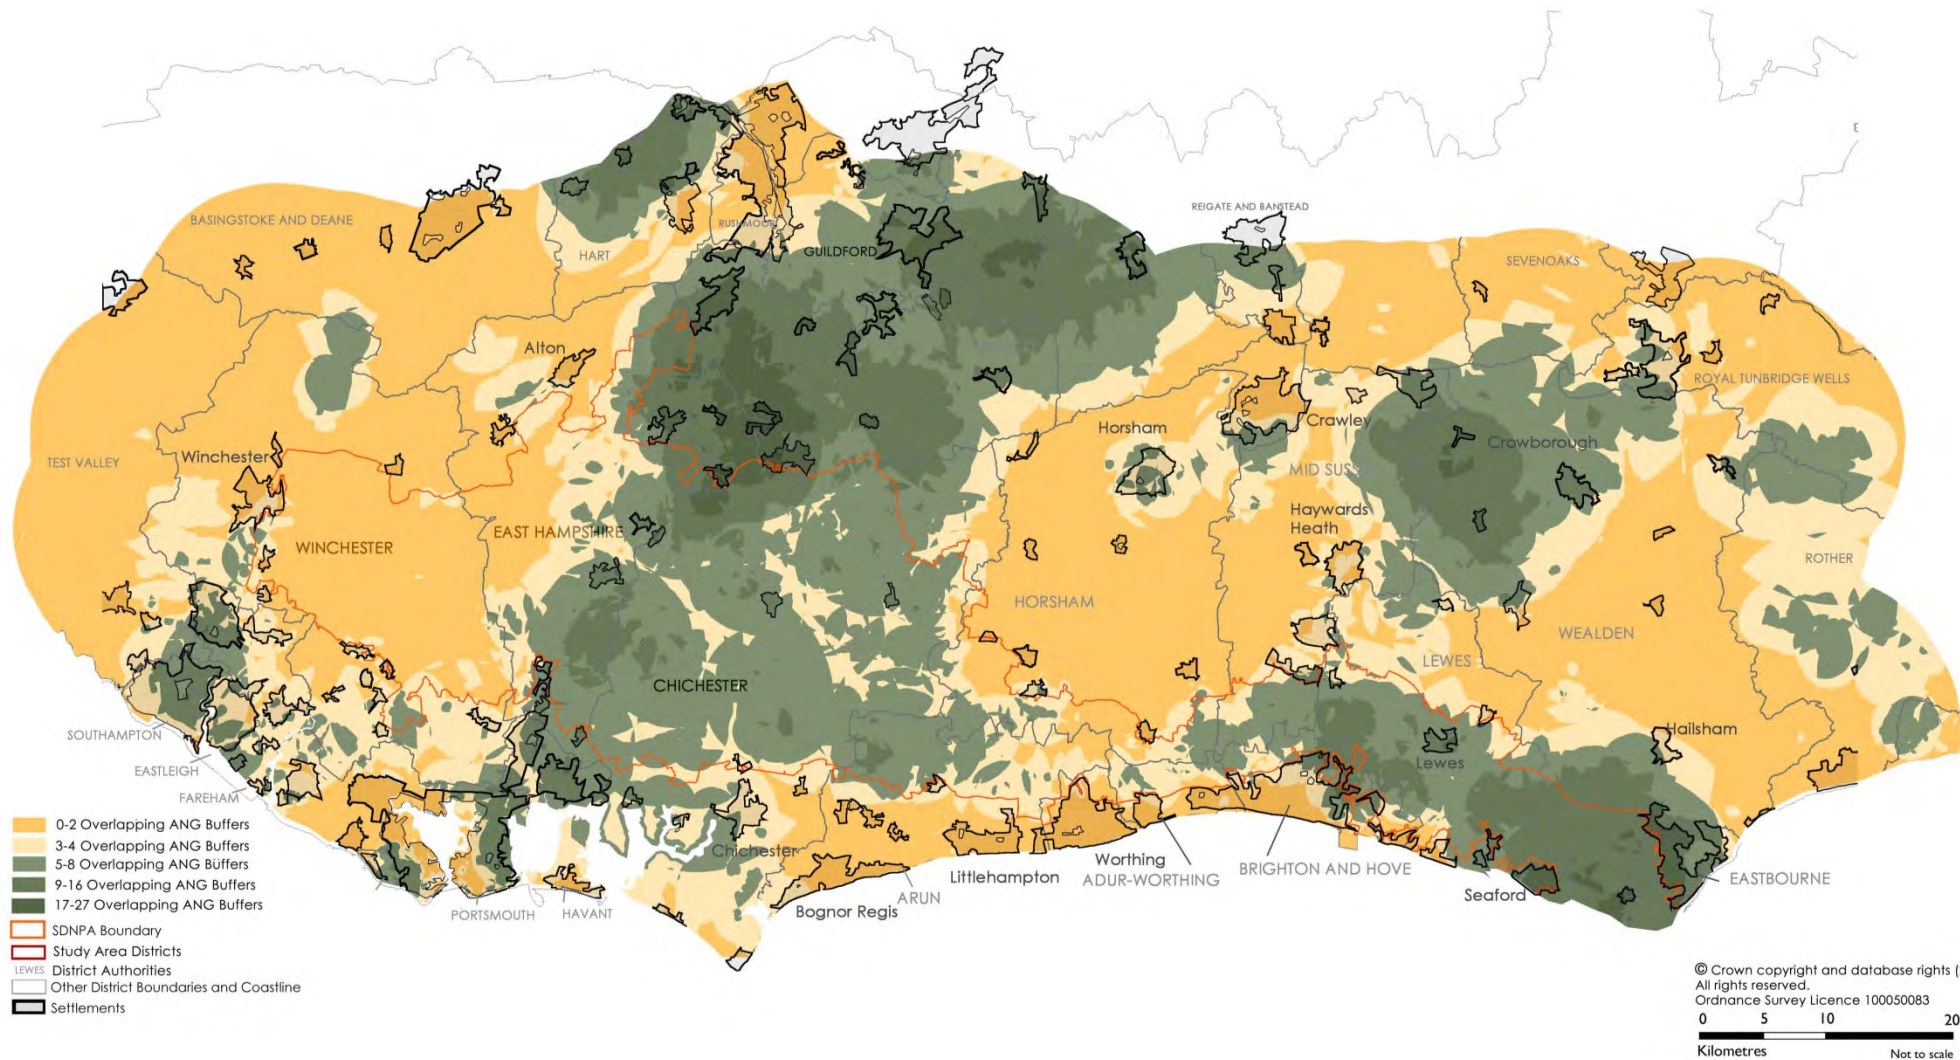 REIGATE AND BANSTEAD
BASINGSTOKE AND DEANE
RUSHMOOR
GUILDFORD
HART
SEVENOAKS
Alton
ROYAL TUNBRIDGE WELLS
Horsham
Crawley
Crowborough
Winchester
TEST VALLEY
MID SUSS
Haywards
Heath
EAST HAMPSHIRE
WINCHESTER
ROTHER
HORSHAM
WEALDEN
LEWES
CHICHESTER
SOUTHAMPTON
Hailsham
EASTLEIGH
Lewes
FAREHAM
Chichester
Worthing
ADUR-WORTHING
BRIGHTON AND HOVE
Littlehampton
EASTBOURNE
ARUN
Seaford
Bognor Regis
PORTSMOUTH
HAVANT
0-2 Overlapping ANG Buffers
3-4 Overlapping ANG Buffers
5-8 Overlapping ANG Buffers
9-16 Overlapping ANG Buffers
17-27 Overlapping ANG Buffers
SDNPA Boundary
Study Area Districts
LEWES District Authorities
Other District Boundaries and Coastline
Settlements
© Crown copyright and database rights (
All rights reserved.
Ordnance Survey Licence 100050083
0 5 10 20
Kilometres Not to scale